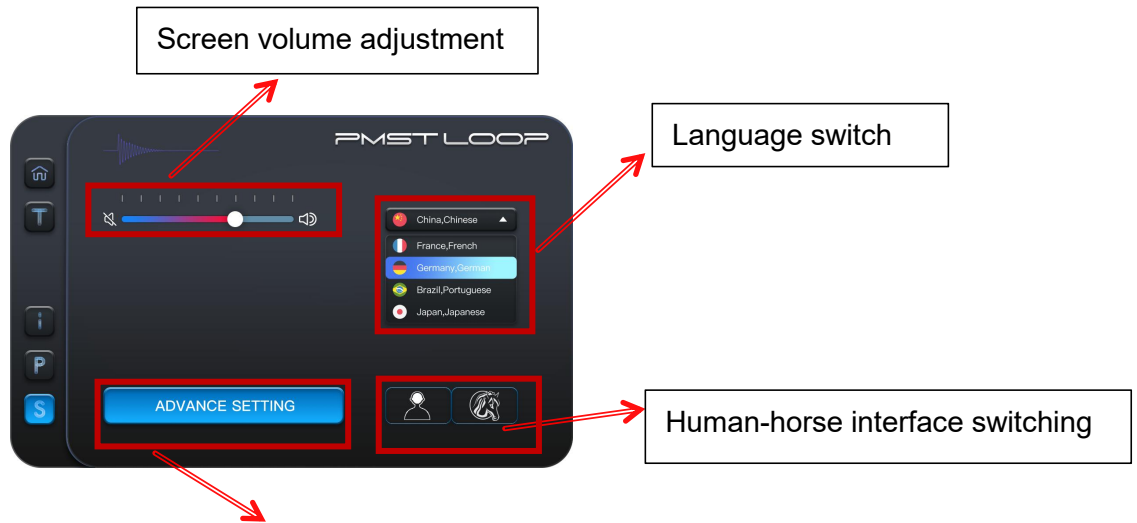 Screen volume adjustment
PMST LOOP
Language switch
T
China,Chinese
France,French
Germany,German
Brazil,Portuguese
Japan,Japanese
i
P
S
ADVANCE SETTING
Human-horse interface switching